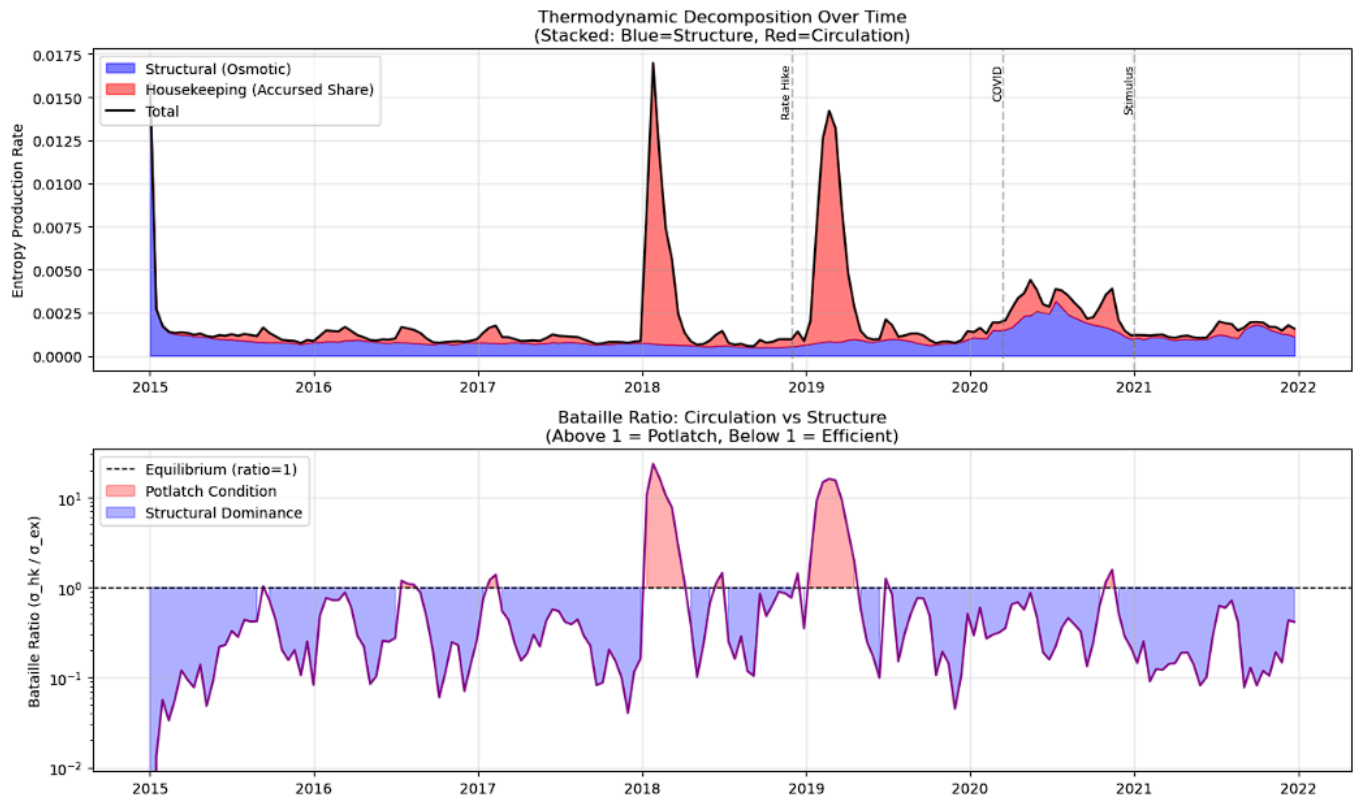 Thermodynamic Decomposition Over Time
(Stacked: Blue=Structure, Red=Circulation)
Entropy Production Rate
0.0175
0.0150
0.0125
0.0100
0.0075
0.0050
0.0025
0.0000
Structural (Osmotic)
Housekeeping (Accursed Share)
Total
Rate Hike
COVID
Stimulus
2015
2016
2017
2018
2019
2020
2021
2022
Bataille Ratio: Circulation vs Structure
(Above 1 = Potlatch, Below 1 = Efficient)
Bataille Ratio (σ_hk / σ_ex)
10¹
10⁰
10⁻¹
10⁻²
Equilibrium (ratio=1)
Potlatch Condition
Structural Dominance
2015
2016
2017
2018
2019
2020
2021
2022